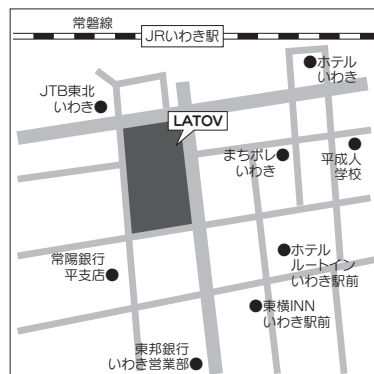 常磐線
JRいわき駅
ホテル
いわき
JTB東北
いわき
LATOV
まちポレ
いわき
平成人
学校
常陽銀行
平支店
ホテル
ルートイン
いわき駅前
東横INN
いわき駅前
東邦銀行
いわき営業部